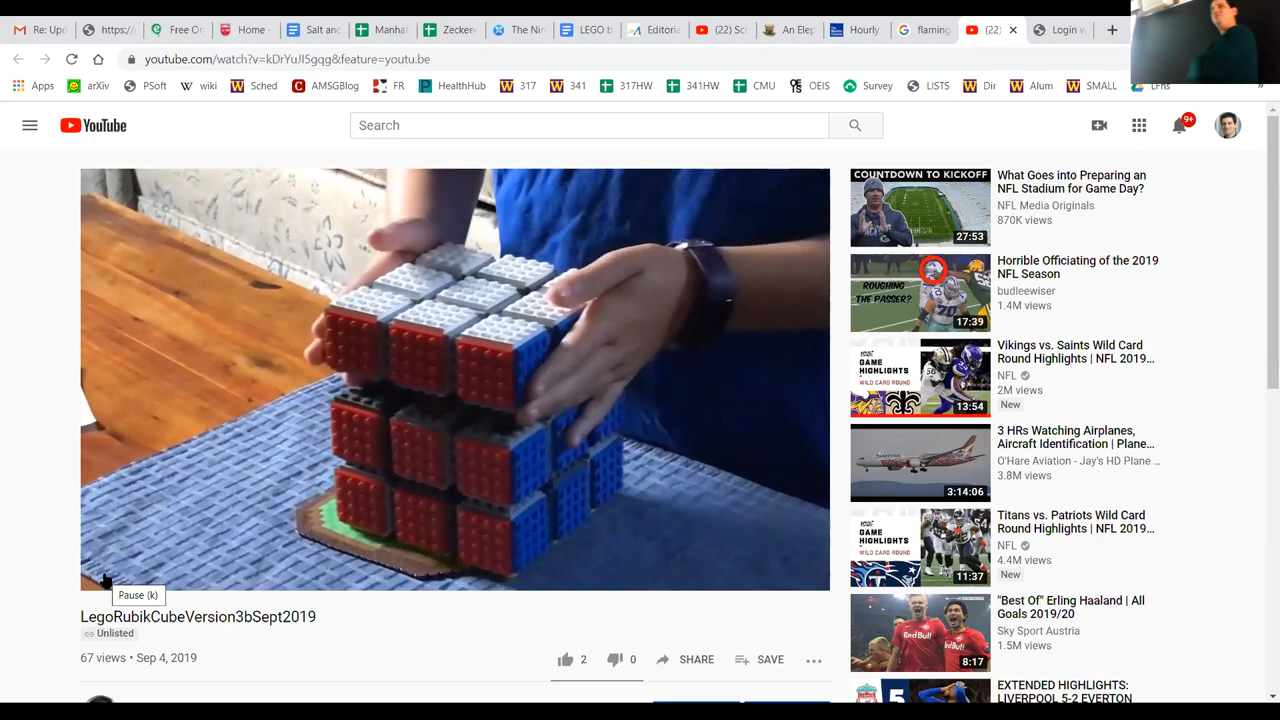 Re: Upd
https:/
Free O
Home
Salt and
Manhat
Zecken
The Nin
LEGO b
Editoria
(22) Sc
An Elep
Hourly
flaming
(22)
Login w
youtube.com/watch?v=kDrYuJI5gqg&feature=youtu.be
Apps
arXiv
PSoft
wiki
Sched
AMSGBlog
FR
HealthHub
317
341
317HW
341HW
CMU
OEIS
Survey
LISTS
Dir
Alum
SMALL
LFns
YouTube
Search
9+
COUNTDOWN TO KICKOFF
27:53
What Goes into Preparing an
NFL Stadium for Game Day?
NFL Media Originals
870K views
ROUGHING
THE PASSER?
17:39
Horrible Officiating of the 2019
NFL Season
budleewiser
1.4M views
GAME
HIGHLIGHTS
WILD CARD ROUND
13:54
Vikings vs. Saints Wild Card
Round Highlights | NFL 2019...
NFL
2M views
New
3:14:06
3 HRs Watching Airplanes,
Aircraft Identification | Plane...
O'Hare Aviation - Jay's HD Plane ...
3.8M views
GAME
HIGHLIGHTS
WILD CARD ROUND
11:37
Titans vs. Patriots Wild Card
Round Highlights | NFL 2019...
NFL
4.4M views
New
RedBull
RedBull
8:17
"Best Of" Erling Haaland | All
Goals 2019/20
Sky Sport Austria
1.5M views
5
EXTENDED HIGHLIGHTS:
LIVERPOOL 5-2 EVERTON
Pause (k)
LegoRubikCubeVersion3bSept2019
Unlisted
67 views • Sep 4, 2019
2
0
SHARE
SAVE